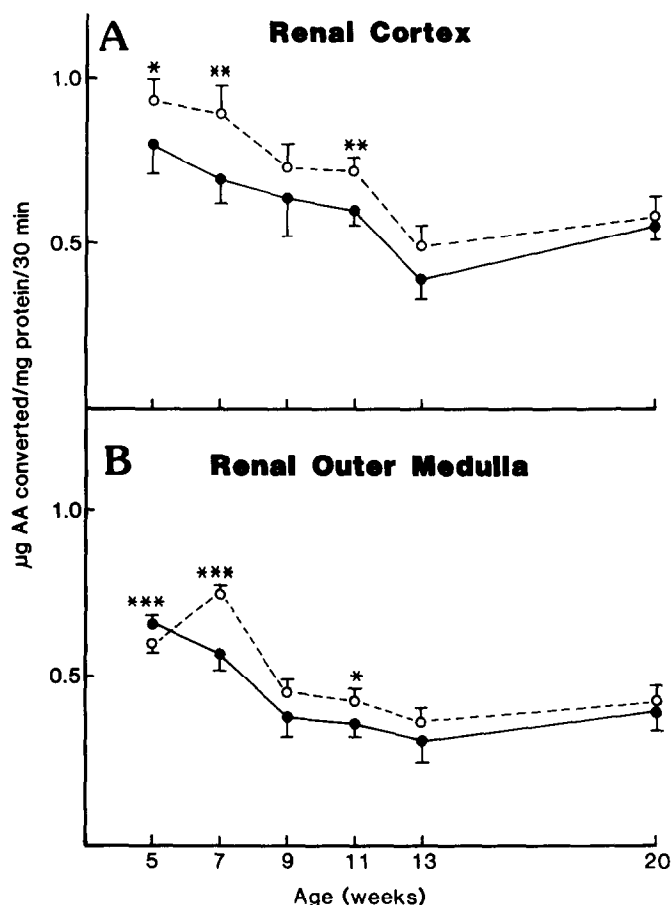 A
Renal Cortex
*
**
**
1.0
0.5
µg AA converted/mg protein/30 min
B
Renal Outer Medulla
1.0
***
***
*
0.5
5 7 9 11 13 20
Age (weeks)